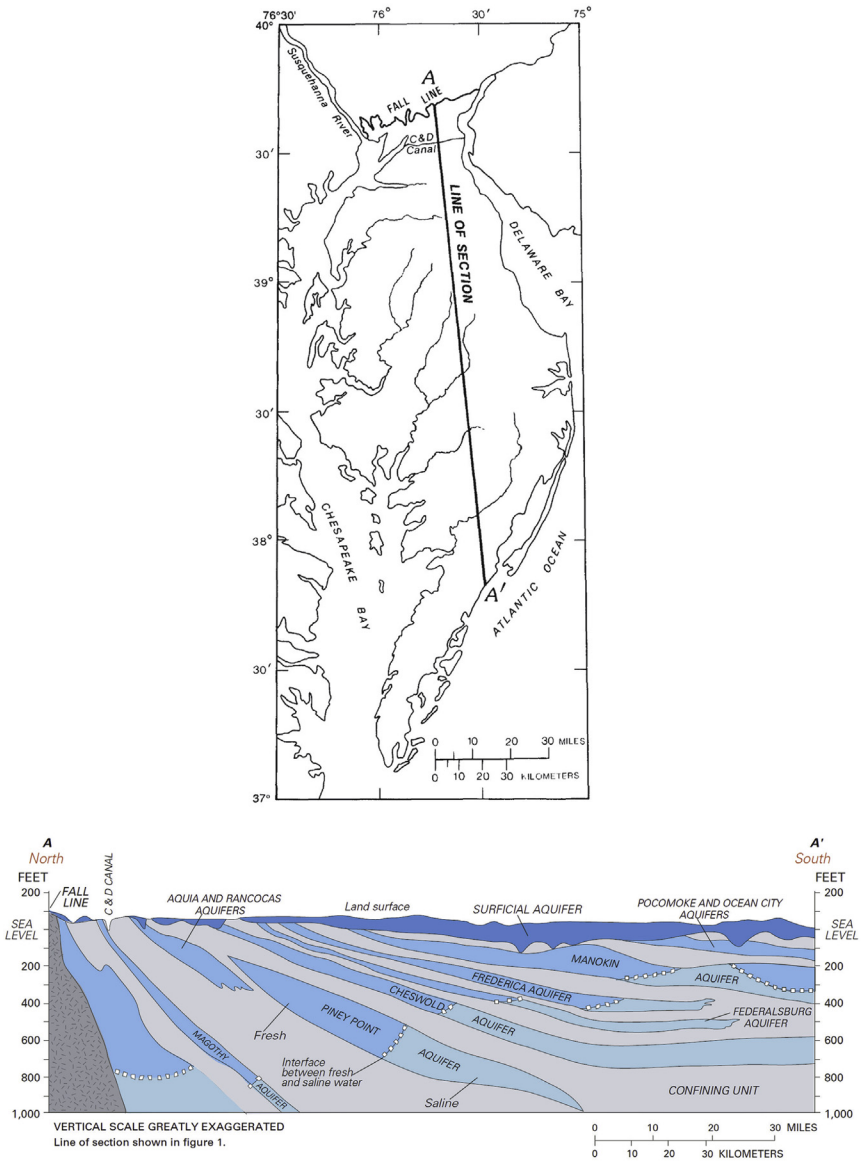 76°30′ 76° 30′ 75°
40°
Susquehanna River
A
FALL LINE
C&D
Canal
30′
LINE OF SECTION
DELAWARE BAY
39°
30′
CHESAPEAKE BAY
38°
A′
ATLANTIC OCEAN
30′
0 10 20 30 MILES
0 10 20 30 KILOMETERS
37°
A A'
North South
FEET FEET
200 200
FALL
LINE
C & D CANAL
AQUIA AND RANCOCAS
AQUIFERS
Land surface
SURFICIAL AQUIFER
POCOMOKE AND OCEAN CITY
AQUIFERS
SEA
LEVEL
SEA
LEVEL
MANOKIN
AQUIFER
200 200
FREDERICA AQUIFER
CHESWOLD
AQUIFER
400 400
FEDERALSBURG
AQUIFER
PINEY POINT
AQUIFER
Fresh
600 600
MAGOTHY
AQUIFER
Interface
between fresh
and saline water
800 800
Saline
CONFINING UNIT
1,000 1,000
VERTICAL SCALE GREATLY EXAGGERATED
Line of section shown in figure 1.
0 10 20 30 MILES
0 10 20 30 KILOMETERS